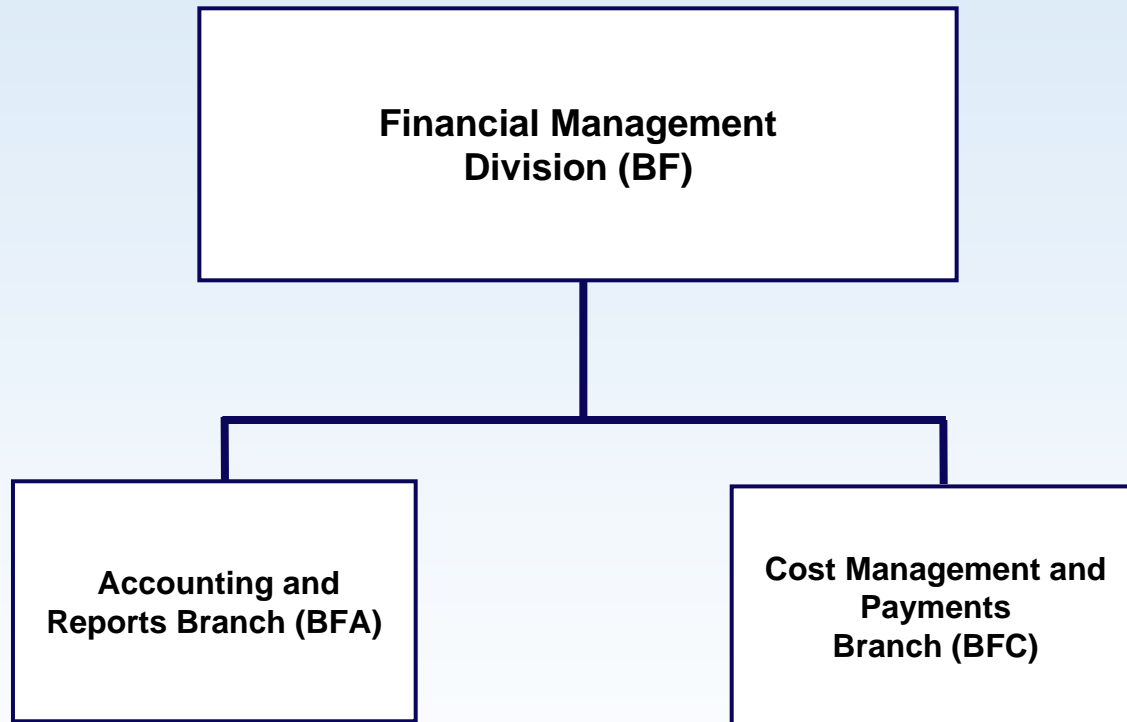 Financial Management
Division (BF)
Accounting and
Reports Branch (BFA)
Cost Management and
Payments
Branch (BFC)